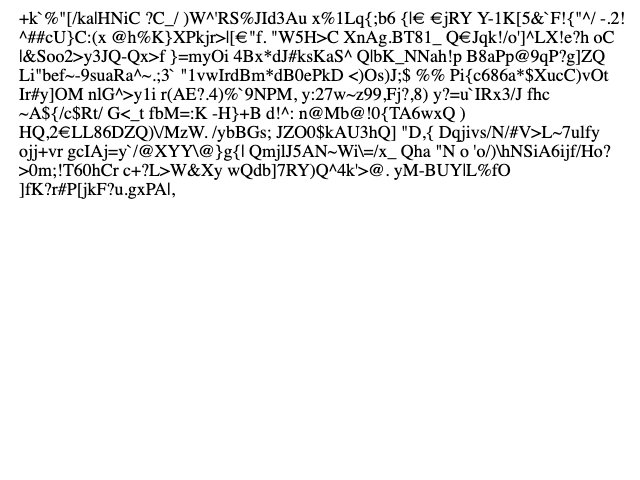 +k`%"[/ka|HNiC ?C_/ )W^'RS%JId3Au x%1Lq{;b6 {|€ €jRY Y-1K[5&`F!{"^/ -.2!
^##cU}C:(x @h%K}XPkjr>|[€"f. "W5H>C XnAg.BT81_ Q€Jqk!/o']^LX!e?h oC
|&Soo2>y3JQ-Qx>f }=myOi 4Bx*dJ#ksKaS^ Q|bK_NNah!p B8aPp@9qP?g]ZQ
Li"bef~-9suaRa^~.;3` "1vwIrdBm*dB0ePkD <)Os)J;$ %% Pi{c686a*$XucC)vOt
Ir#y]OM nlG^>y1i r(AE?.4)%`9NPM, y:27w~z99,Fj?,8) y?=u`IRx3/J fhc
~A${/c$Rt/ G<_t fbM=:K -H}+B d!^: n@Mb@!0{TA6wxQ )
HQ,2€LL86DZQ)\/MzW. /ybBGs; JZO0$kAU3hQ] "D,{ Dqjivs/N/#V>L~7ulfy
ojj+vr gcIAj=y`/@XYY\@}g{| QmjlJ5AN~Wi\=/x_ Qha "N o 'o/)\hNSiA6ijf/Ho?
>0m;!T60hCr c+?L>W&Xy wQdb]7RY)Q^4k'>@. yM-BUY|L%fO
]fK?r#P[jkF?u.gxPA|,